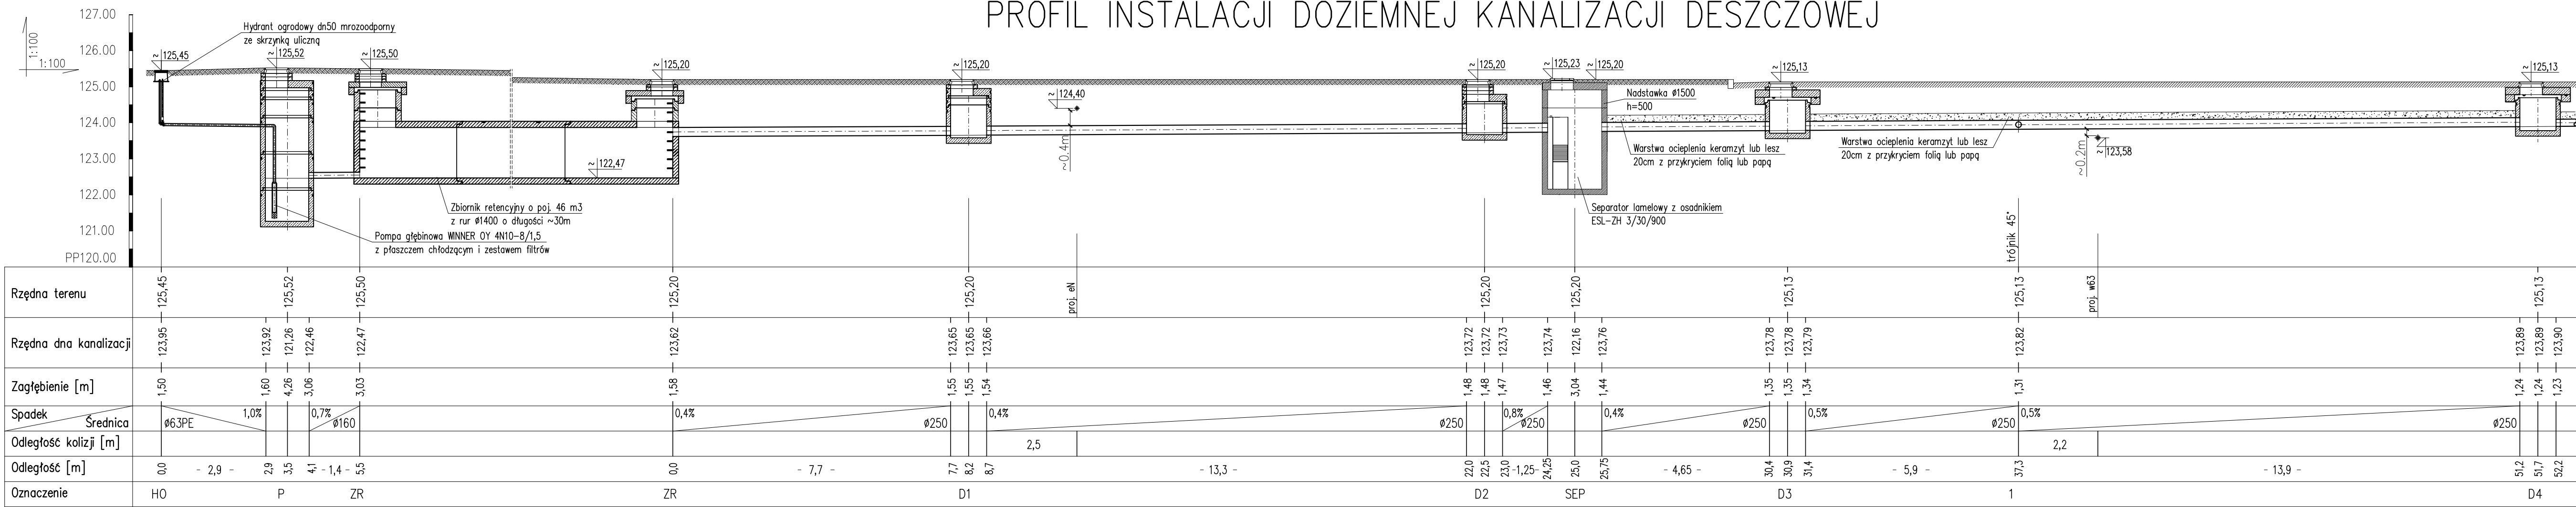 PROFIL INSTALACJI DOZIEMNEJ KANALIZACJI DESZCZOWEJ
1:100
1:100
127.00
126.00
125.00
124.00
123.00
122.00
121.00
PP120.00
Hydrant ogrodowy dn50 mrozoodporny
ze skrzynką uliczną
~ 125,45
~ 125,52
~ 125,50
~ 125,20
~ 125,20
~ 124,40
~0.4m
~ 125,20
~ 125,23
~ 125,20
~ 125,13
~ 125,13
Nadstawka Ø1500
h=500
~ 122,47
Warstwa ocieplenia keramzyt lub lesz
20cm z przykryciem folią lub papą
Warstwa ocieplenia keramzyt lub lesz
20cm z przykryciem folią lub papą
~0.2m
~ 123,58
Zbiornik retencyjny o poj. 46 m3
z rur Ø1400 o długości ~30m
Pompa głębinowa WINNER OY 4N10-8/1,5
z płaszczem chłodzącym i zestawem filtrów
Separator lamelowy z osadnikiem
ESL-ZH 3/30/900
trójnik 45°
Rzędna terenu
125,45 125,52 125,50 125,20 125,20 proj. eN 125,20 125,20 125,13 125,13 proj. w63 125,13
Rzędna dna kanalizacji
123,95 123,92 121,26 122,46 122,47 123,62 123,65 123,65 123,66 123,72 123,72 123,73 123,74 122,16 123,76 123,78 123,78 123,79 123,82 123,89 123,89 123,90
Zagłębienie [m]
1,50 1,60 4,26 3,06 3,03 1,58 1,55 1,55 1,54 1,48 1,48 1,47 1,46 3,04 1,44 1,35 1,35 1,34 1,31 1,24 1,24 1,23
Spadek
1,0% 0,7% 0,4% 0,4% 0,8% 0,4% 0,5% 0,5%
Średnica
Ø63PE Ø160 Ø250 Ø250 Ø250 Ø250 Ø250 Ø250
Odległość kolizji [m]
2,5 2,2
Odległość [m]
0,0 - 2,9 - 2,9 3,5 4,1 - 1,4 - 5,5 0,0 - 7,7 - 7,7 8,2 8,7 - 13,3 - 22,0 22,5 23,0 -1,25- 24,25 25,0 25,75 - 4,65 - 30,4 30,9 31,4 - 5,9 - 37,3 - 13,9 - 51,2 51,7 52,2
Oznaczenie
HO P ZR ZR D1 D2 SEP D3 1 D4